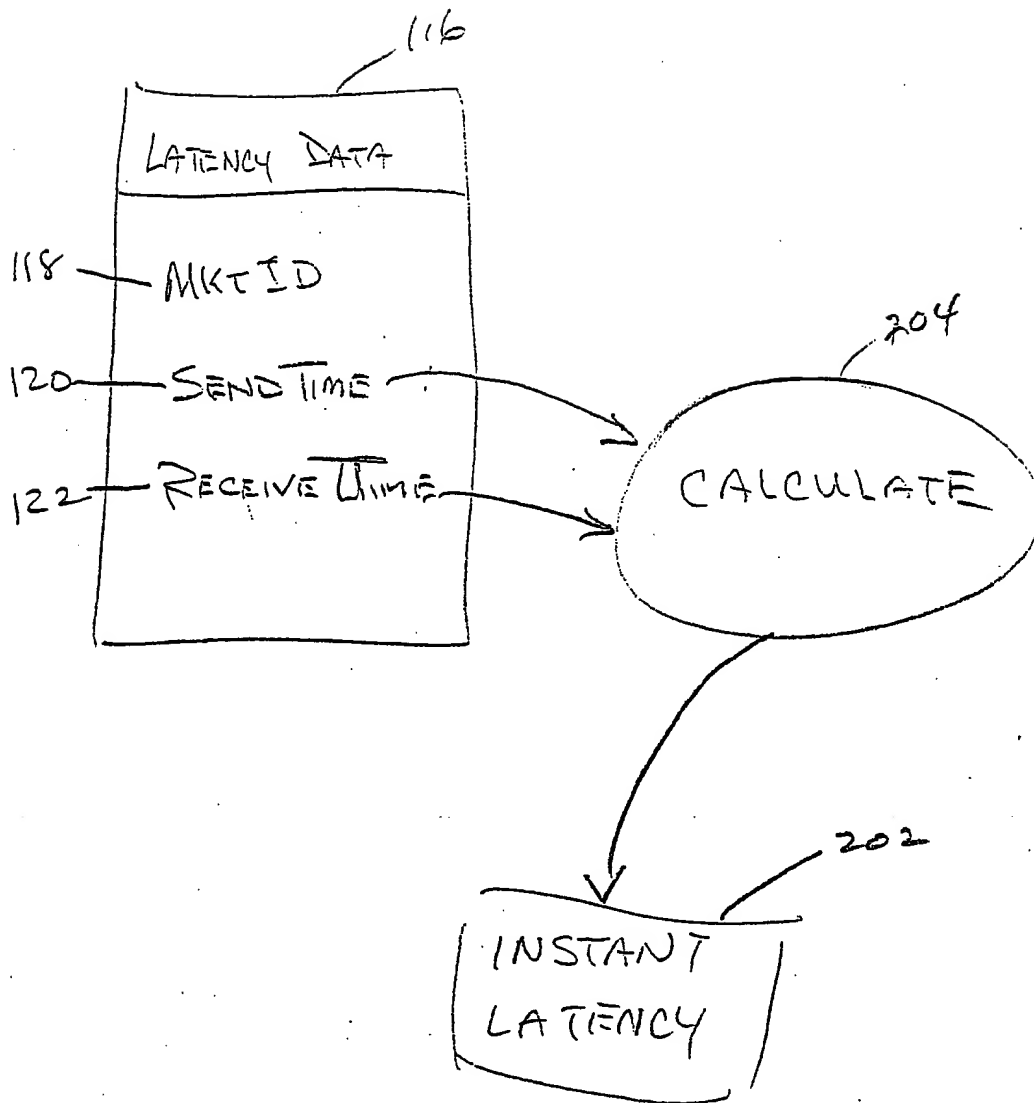 116
LATENCY DATA
118
MKT ID
204
120
SEND TIME
CALCULATE
122
RECEIVE TIME
202
INSTANT
LATENCY